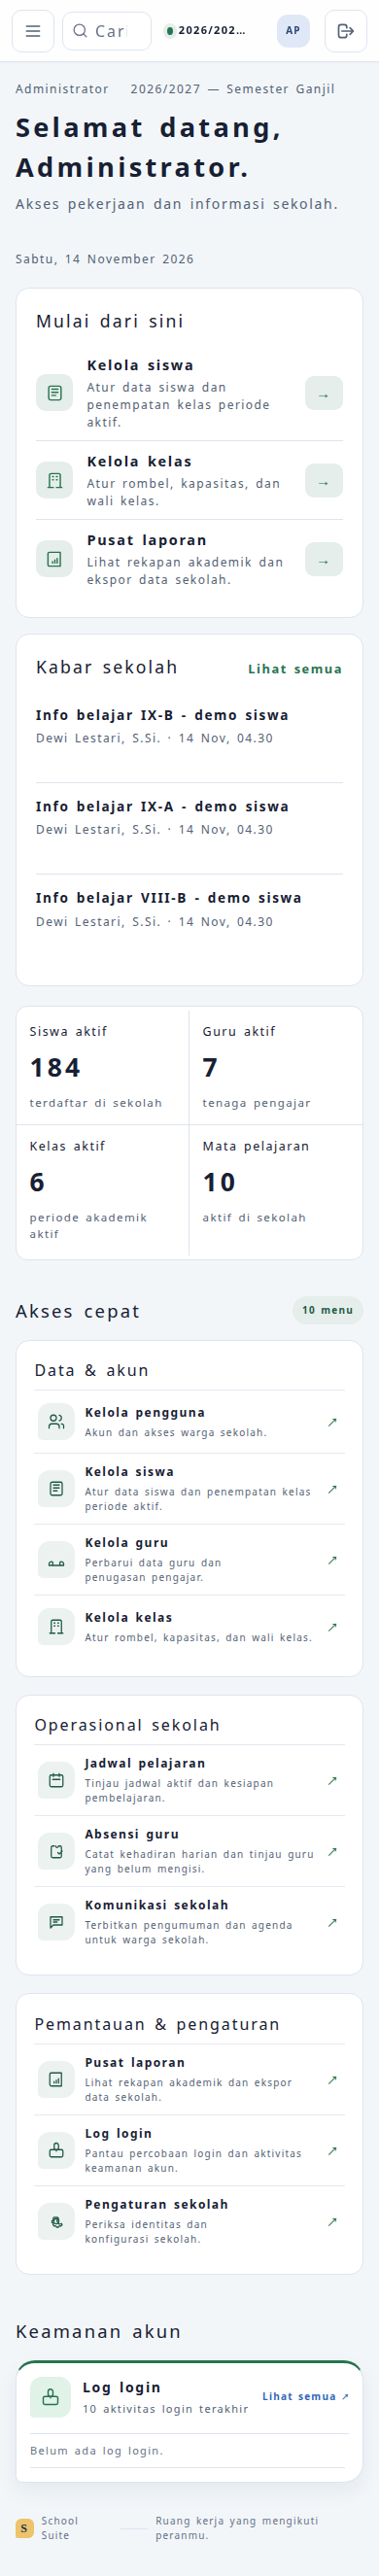 Car
2026/202...
AP
Administrator 2026/2027 — Semester Ganjil
Selamat datang,
Administrator.
Akses pekerjaan dan informasi sekolah.
Sabtu, 14 November 2026
Mulai dari sini
Kelola siswa
Atur data siswa dan
penempatan kelas periode
aktif.
→
Kelola kelas
Atur rombel, kapasitas, dan
wali kelas.
→
Pusat laporan
Lihat rekapan akademik dan
ekspor data sekolah.
→
Kabar sekolah
Lihat semua
Info belajar IX-B - demo siswa
Dewi Lestari, S.Si. · 14 Nov, 04.30
Info belajar IX-A - demo siswa
Dewi Lestari, S.Si. · 14 Nov, 04.30
Info belajar VIII-B - demo siswa
Dewi Lestari, S.Si. · 14 Nov, 04.30
Siswa aktif
184
terdaftar di sekolah
Guru aktif
7
tenaga pengajar
Kelas aktif
6
periode akademik
aktif
Mata pelajaran
10
aktif di sekolah
Akses cepat
10 menu
Data & akun
Kelola pengguna
Akun dan akses warga sekolah.
↗
Kelola siswa
Atur data siswa dan penempatan kelas
periode aktif.
↗
Kelola guru
Perbarui data guru dan
penugasan pengajar.
↗
Kelola kelas
Atur rombel, kapasitas, dan wali kelas.
↗
Operasional sekolah
Jadwal pelajaran
Tinjau jadwal aktif dan kesiapan
pembelajaran.
↗
Absensi guru
Catat kehadiran harian dan tinjau guru
yang belum mengisi.
↗
Komunikasi sekolah
Terbitkan pengumuman dan agenda
untuk warga sekolah.
↗
Pemantauan & pengaturan
Pusat laporan
Lihat rekapan akademik dan ekspor
data sekolah.
↗
Log login
Pantau percobaan login dan aktivitas
keamanan akun.
↗
Pengaturan sekolah
Periksa identitas dan
konfigurasi sekolah.
↗
Keamanan akun
Log login
10 aktivitas login terakhir
Lihat semua ↗
Belum ada log login.
S
School
Suite
Ruang kerja yang mengikuti
peranmu.